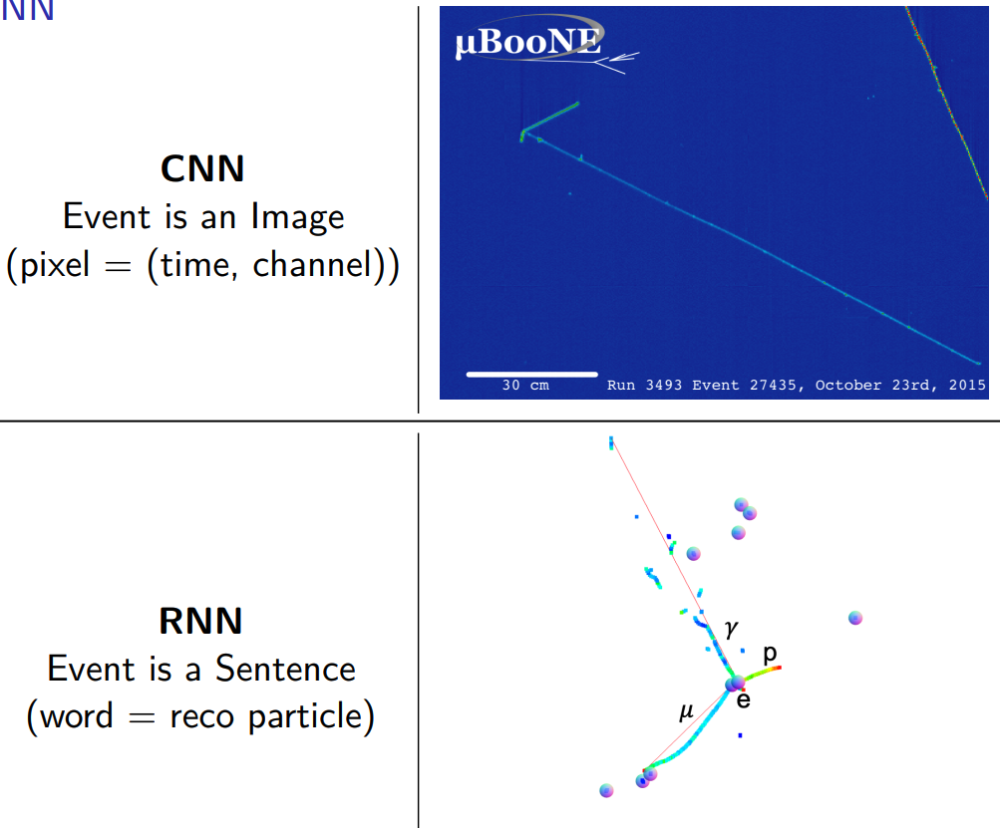 NN
CNN
Event is an Image
(pixel = (time, channel))
μBooNE
30 cm
Run 3493 Event 27435, October 23rd, 2015
RNN
Event is a Sentence
(word = reco particle)
γ
p
e
μ